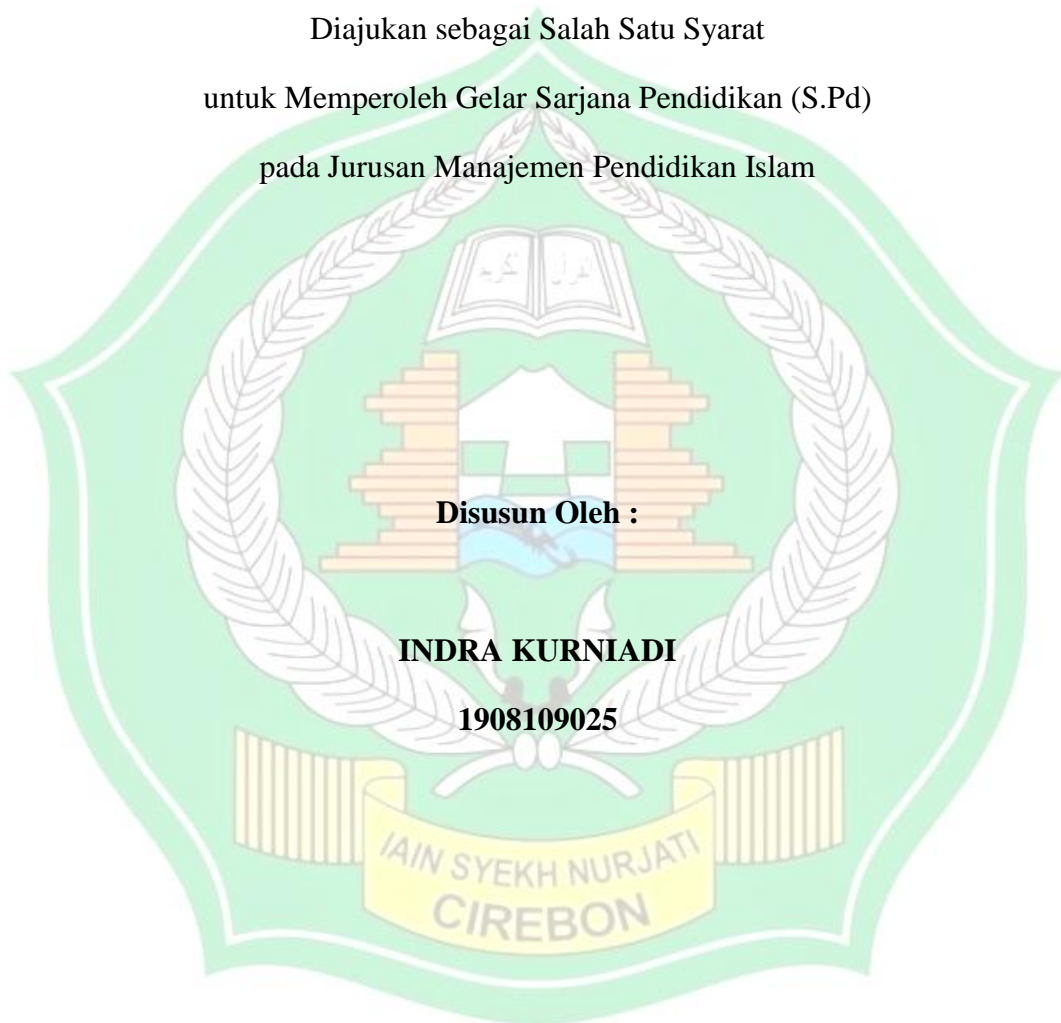 Diajukan sebagai Salah Satu Syarat
untuk Memperoleh Gelar Sarjana Pendidikan (S.Pd)
pada Jurusan Manajemen Pendidikan Islam
Disusun Oleh :
INDRA KURNIADI
1908109025
IAIN SYEKH NURJATI
CIREBON